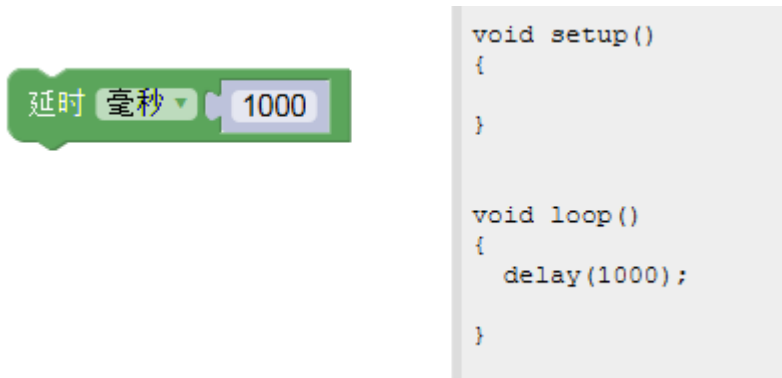 延时 毫秒 1000
void setup()
{
}
void loop()
{
  delay(1000);
}